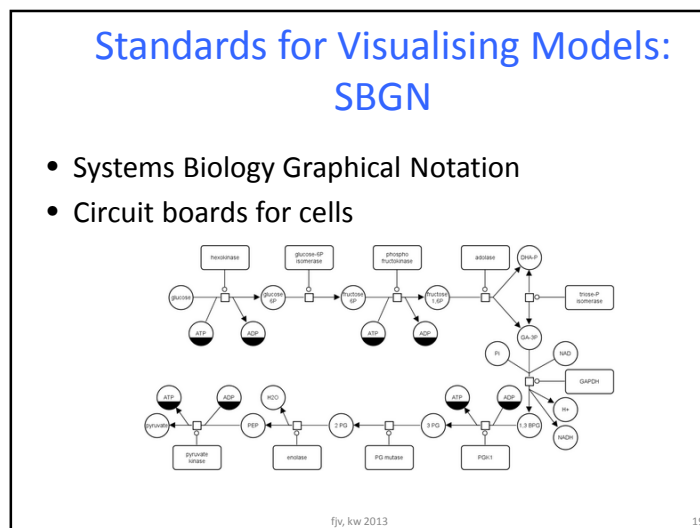 Standards for Visualising Models:
SBGN
• Systems Biology Graphical Notation
• Circuit boards for cells
hexokinase
glucose-6P
isomerase
phospho
fructokinase
adolase
DHA-P
glucose
glucose
6P
fructose
6P
fructose
1,6P
triose-P
isomerase
ATP
ADP
ATP
ADP
GA-3P
Pi
NAD
GAPDH
ATP
ADP
H2O
ATP
ADP
H+
pyruvate
PEP
2 PG
3 PG
1,3 BPG
NADH
pyruvate
kinase
enolase
PG mutase
PGK1
fjv, kw 2013